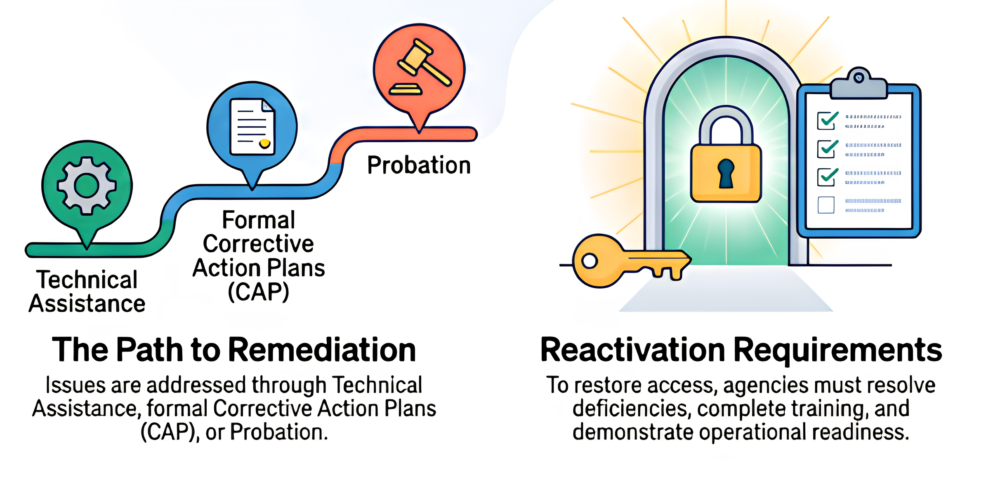 Technical
Assistance
Formal
Corrective
Action Plans
(CAP)
Probation
The Path to Remediation
Issues are addressed through Technical
Assistance, formal Corrective Action Plans
(CAP), or Probation.
Reactivation Requirements
To restore access, agencies must resolve
deficiencies, complete training, and
demonstrate operational readiness.